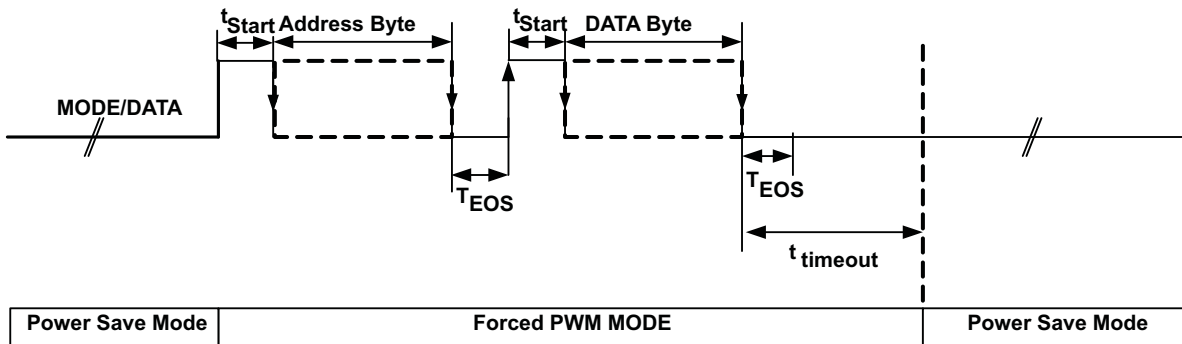 tStart Address Byte
tStart DATA Byte
MODE/DATA
TEOS
TEOS
t timeout
Power Save Mode
Forced PWM MODE
Power Save Mode